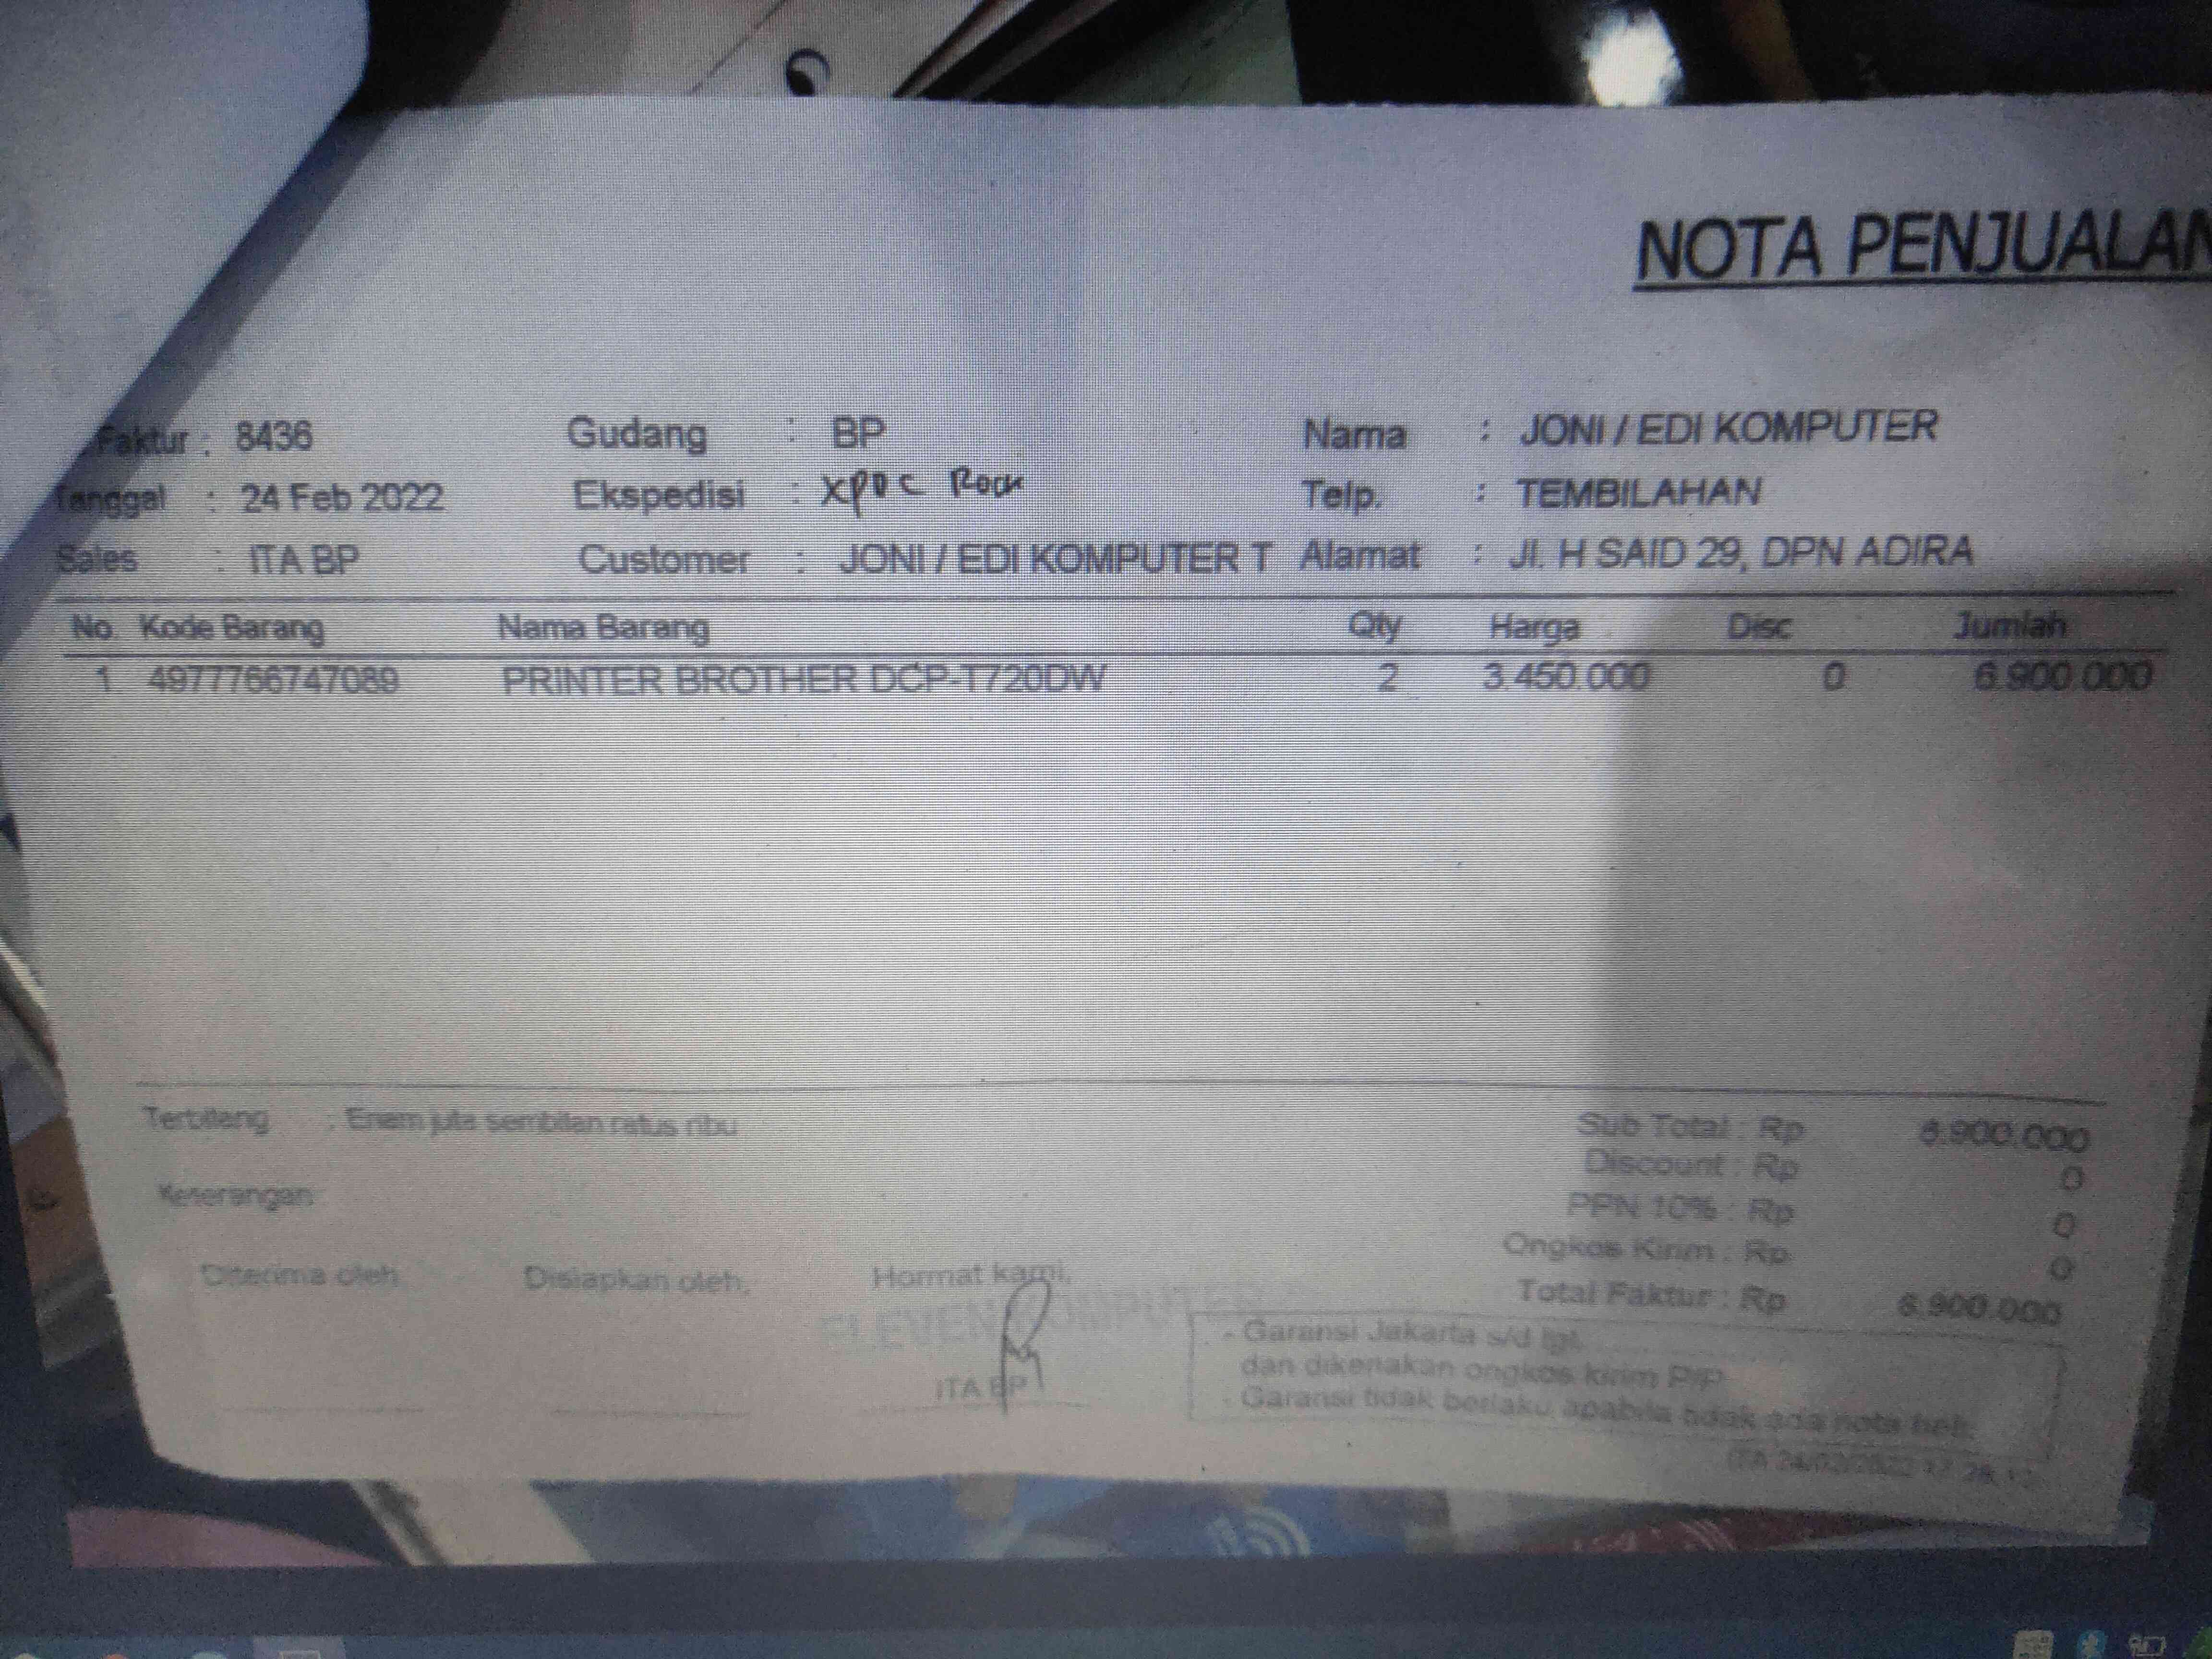 NOTA PENJUALAN
Faktur : 8436 Gudang : BP Nama : JONI / EDI KOMPUTER
Tanggal : 24 Feb 2022 Ekspedisi : Telp. : TEMBILAHAN
Sales : ITA BP Customer : JONI / EDI KOMPUTER T Alamat : Jl. H SAID 29, DPN ADIRA
No. Kode Barang Nama Barang Qty Harga Disc Jumlah
1 4977766747089 PRINTER BROTHER DCP-T720DW 2 3.450.000 0 6.900.000
Terbilang : Enam juta sembilan ratus ribu Sub Total : Rp 6.900.000
Discount : Rp 0
Keterangan PPN 10% : Rp 0
Ongkos Kirim : Rp 0
Diterima oleh Disiapkan oleh, Hormat kami, Total Faktur : Rp 6.900.000
ELEVEN KOMPUTER
ITA BP
- Garansi Jakarta s/d tgl.
dan dikenakan ongkos kirim P/P
- Garansi tidak berlaku apabila tidak ada nota beli.
ITA 24/02/2022